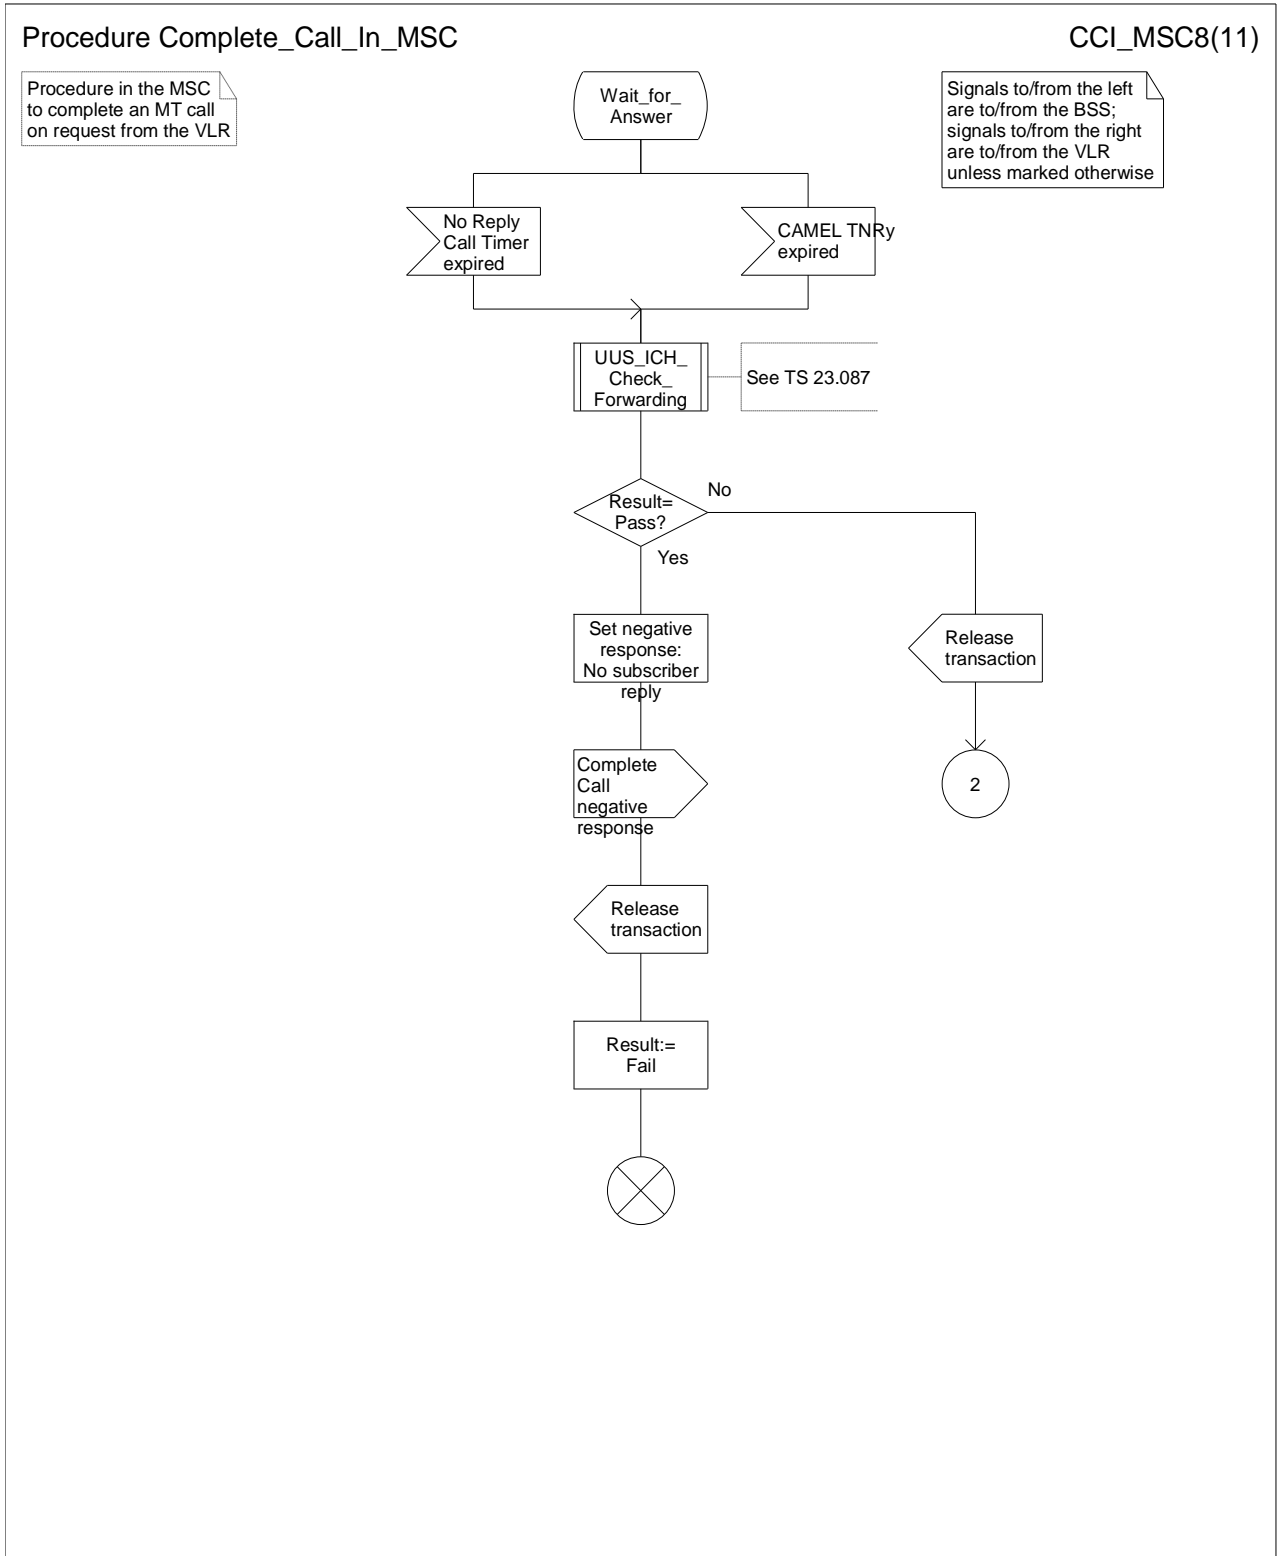 Procedure Complete_Call_In_MSC
CCI_MSC8(11)
Procedure in the MSC
to complete an MT call
on request from the VLR
Signals to/from the left
are to/from the BSS;
signals to/from the right
are to/from the VLR
unless marked otherwise
Wait_for_
Answer
No Reply
Call Timer
expired
CAMEL TNRy
expired
UUS_ICH_
Check_
Forwarding
See TS 23.087
Result=
Pass?
No
Yes
Set negative
response:
No subscriber
reply
Release
transaction
Complete
Call
negative
response
2
Release
transaction
Result:=
Fail